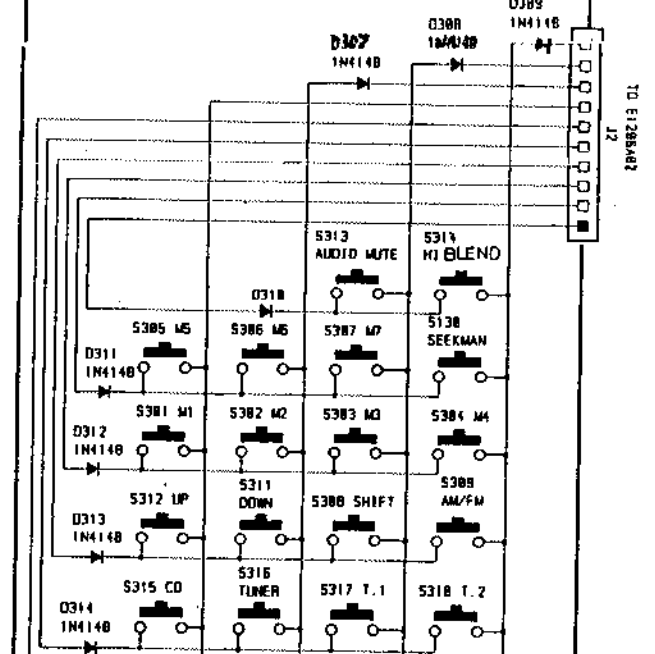 D309
1N4148
D308
1N4148
D307
1N4148
J2
S313
AUDIO MUTE
S314
HI BLEND
D310
S305 M5
S306 M6
S307 M7
S130
SEEKMAN
D311
1N4148
S301 M1
S302 M2
S303 M3
S304 M4
D312
1N4148
S312 UP
S311
DOWN
S308 SHIFT
S309
AM/FM
D313
1N4148
S315 CD
S316
TUNER
S317 T.1
S318 T.2
D314
1N4148